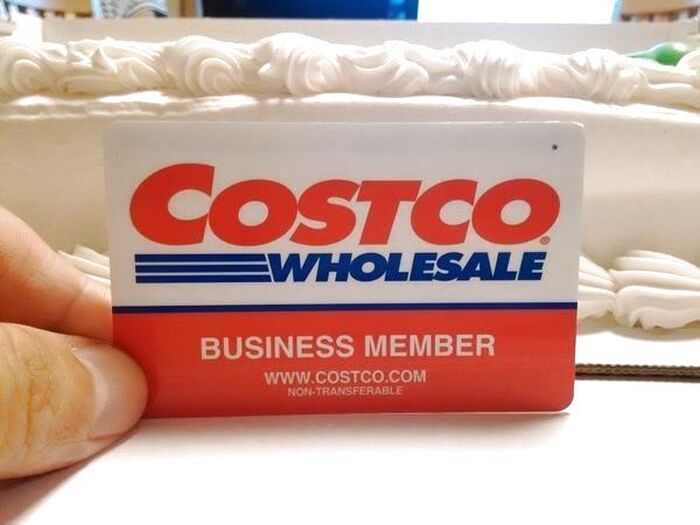 COSTCO®
WHOLESALE
BUSINESS MEMBER
WWW.COSTCO.COM
NON-TRANSFERABLE